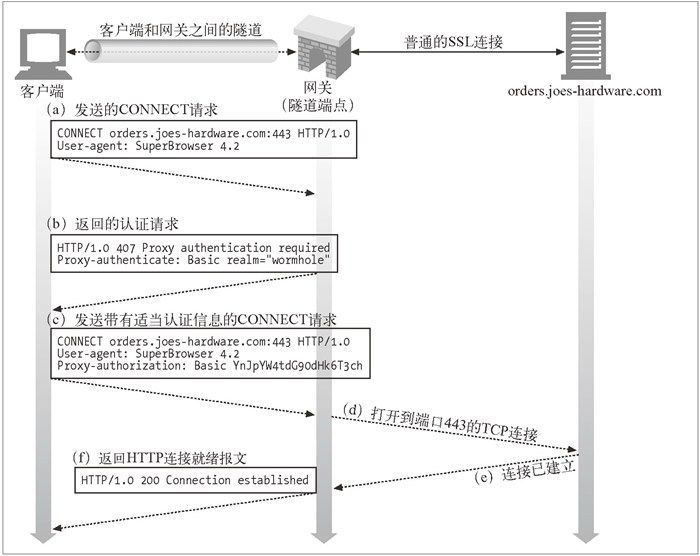 客户端和网关之间的隧道
普通的SSL连接
客户端
网关
(隧道端点)
orders.joes-hardware.com
(a) 发送的CONNECT请求
CONNECT orders.joes-hardware.com:443 HTTP/1.0
User-agent: SuperBrowser 4.2
(b) 返回的认证请求
HTTP/1.0 407 Proxy authentication required
Proxy-authenticate: Basic realm="wormhole"
(c) 发送带有适当认证信息的CONNECT请求
CONNECT orders.joes-hardware.com:443 HTTP/1.0
User-agent: SuperBrowser 4.2
Proxy-authorization: Basic YnJpYW4tdG90dHk6T3ch
(d) 打开到端口443的TCP连接
(e) 连接已建立
(f) 返回HTTP连接就绪报文
HTTP/1.0 200 Connection established